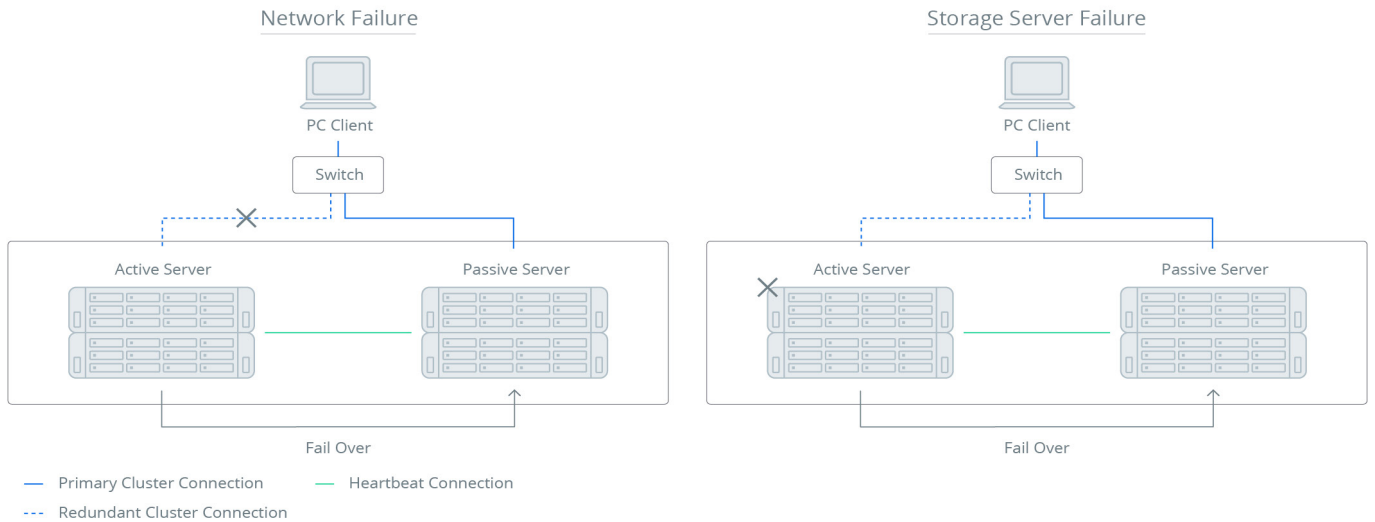 Network Failure
PC Client
Switch
Active Server
Passive Server
Fail Over
Storage Server Failure
PC Client
Switch
Active Server
Passive Server
Fail Over
Primary Cluster Connection
Heartbeat Connection
Redundant Cluster Connection